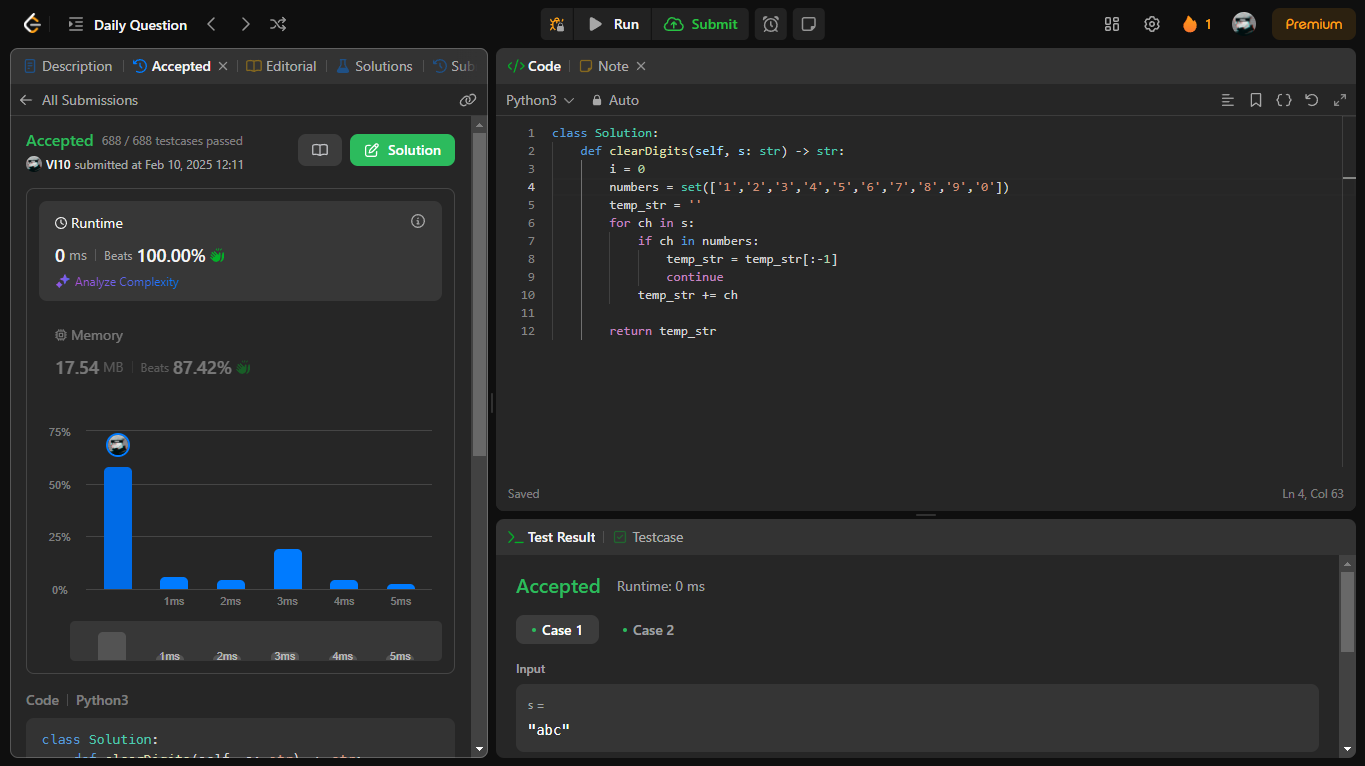 Daily Question
Run
Submit
1
Premium
Description
Accepted
Editorial
Solutions
Sub
All Submissions
Accepted 688 / 688 testcases passed
VI10 submitted at Feb 10, 2025 12:11
Solution
Runtime
0 ms Beats 100.00%
Analyze Complexity
Memory
17.54 MB Beats 87.42%
75%
50%
25%
0%
1ms 2ms 3ms 4ms 5ms
1ms 2ms 3ms 4ms 5ms
Code Python3
class Solution:
def clearDigits(self, s: str) -> str:
</> Code
Note
Python3
Auto
1 class Solution:
2     def clearDigits(self, s: str) -> str:
3         i = 0
4         numbers = set(['1','2','3','4','5','6','7','8','9','0'])
5         temp_str = ''
6         for ch in s:
7             if ch in numbers:
8                 temp_str = temp_str[:-1]
9                 continue
10             temp_str += ch
11
12         return temp_str
Saved
Ln 4, Col 63
Test Result
Testcase
Accepted Runtime: 0 ms
Case 1
Case 2
Input
s =
"abc"